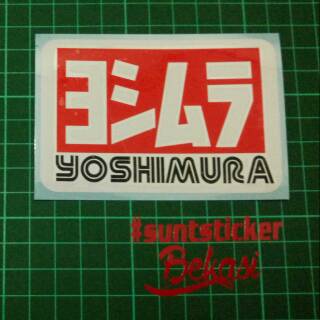 ヨシムラ
YOSHIMURA
#suntsticker
Bekasi